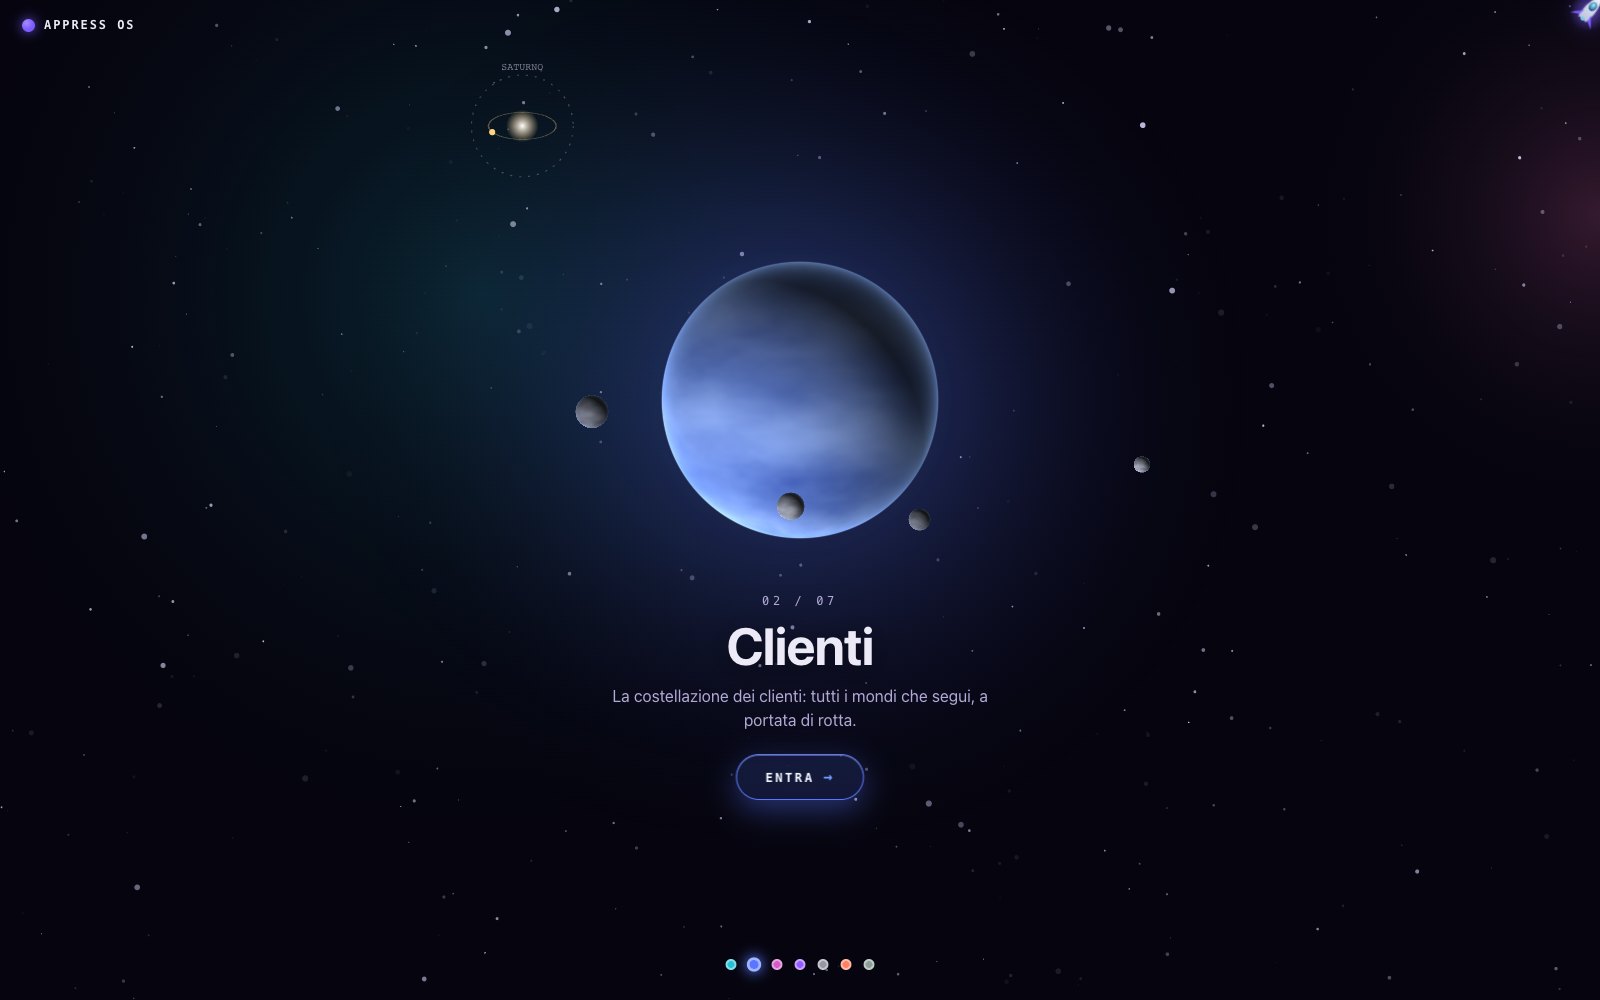 APPRESS OS
SATURNO
02 / 07
Clienti
La costellazione dei clienti: tutti i mondi che segui, a
portata di rotta.
ENTRA →